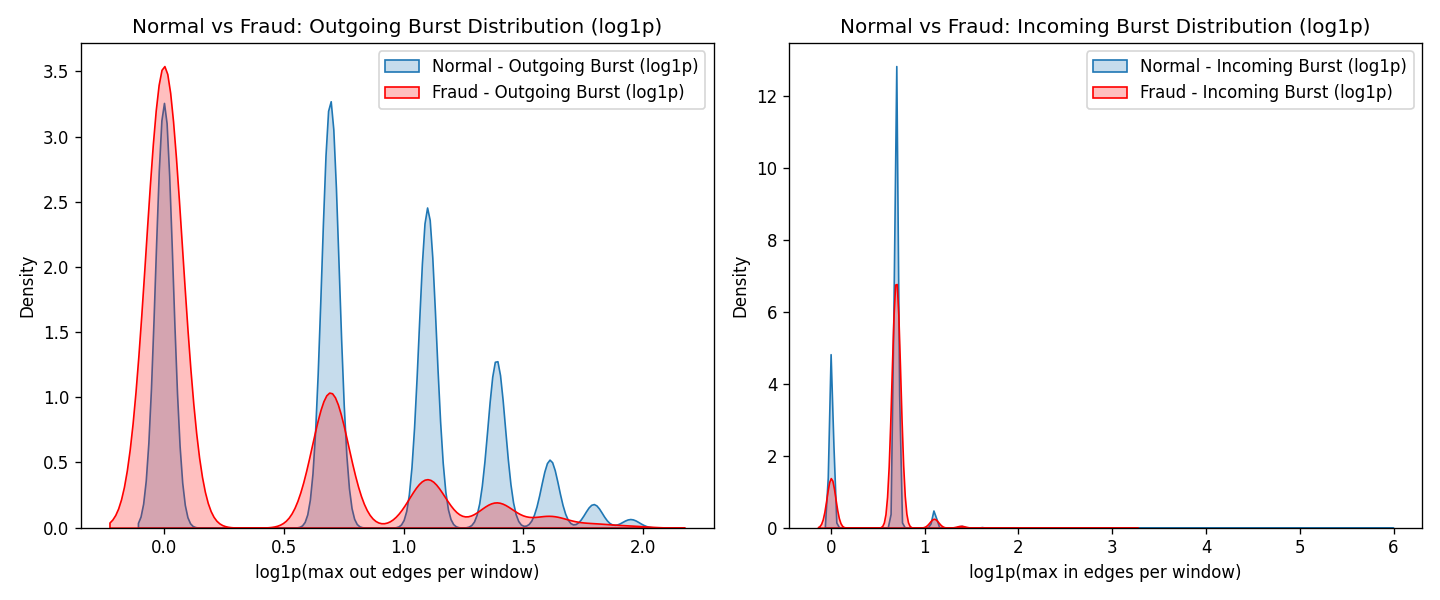 Normal vs Fraud: Outgoing Burst Distribution (log1p)
Normal - Outgoing Burst (log1p)
Fraud - Outgoing Burst (log1p)
Density
3.5
3.0
2.5
2.0
1.5
1.0
0.5
0.0
0.0 0.5 1.0 1.5 2.0
log1p(max out edges per window)
Normal vs Fraud: Incoming Burst Distribution (log1p)
Normal - Incoming Burst (log1p)
Fraud - Incoming Burst (log1p)
Density
12
10
8
6
4
2
0
0 1 2 3 4 5 6
log1p(max in edges per window)